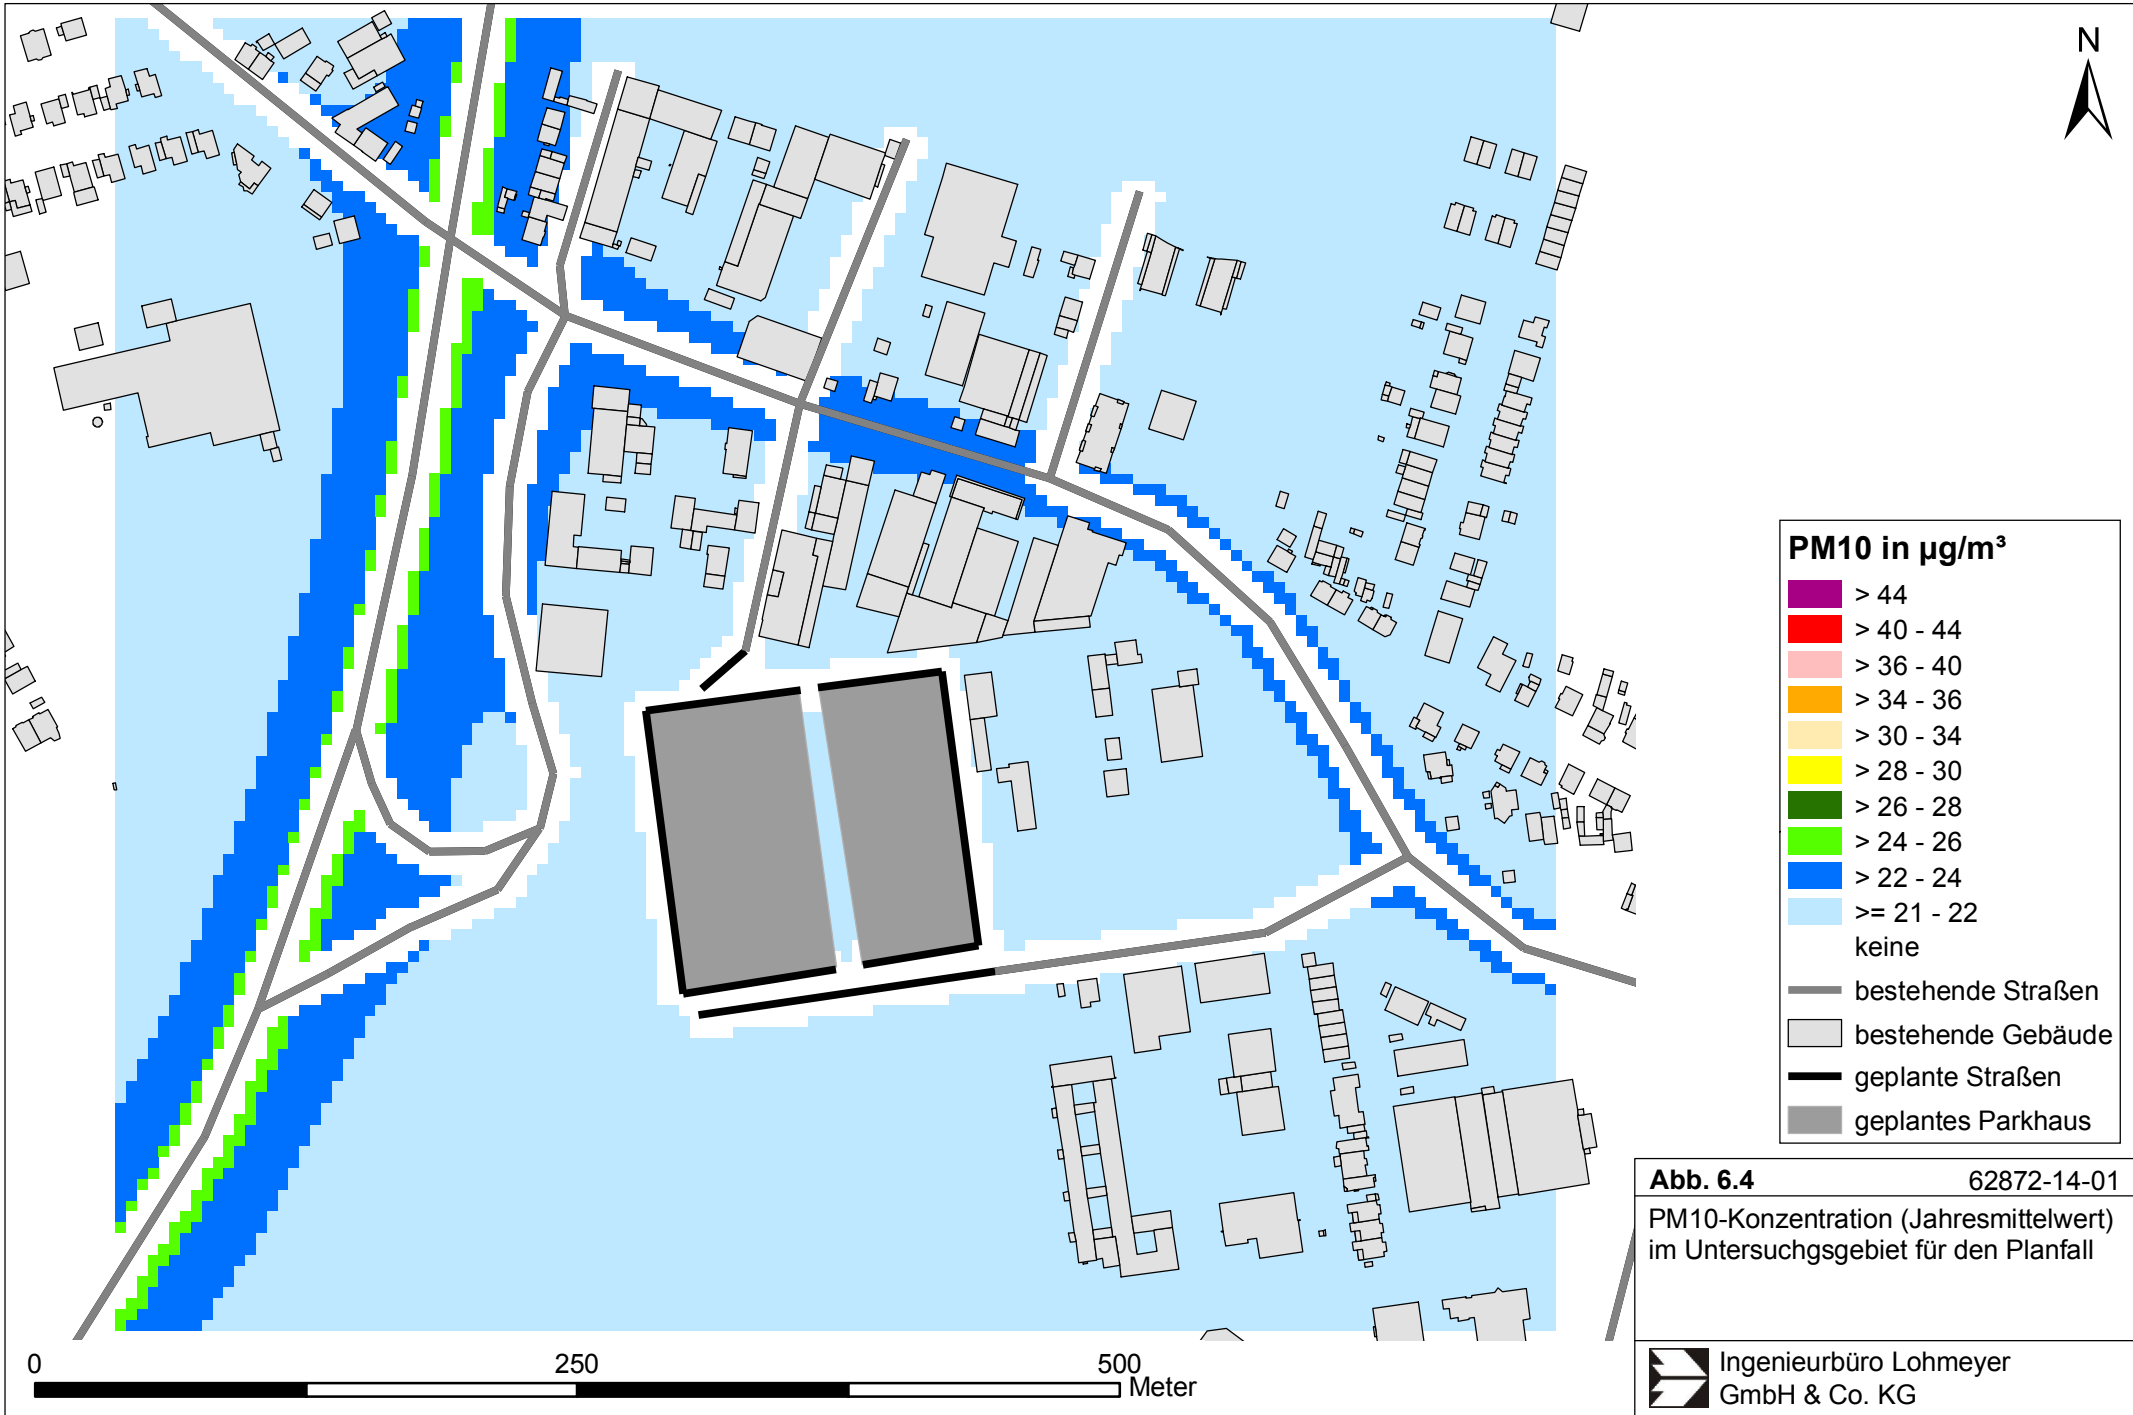 N
PM10 in µg/m³
> 44
> 40 - 44
> 36 - 40
> 34 - 36
> 30 - 34
> 28 - 30
> 26 - 28
> 24 - 26
> 22 - 24
>= 21 - 22
keine
bestehende Straßen
bestehende Gebäude
geplante Straßen
geplantes Parkhaus
Abb. 6.4 62872-14-01
PM10-Konzentration (Jahresmittelwert)
im Untersuchgsgebiet für den Planfall
0 250 500
Meter
Ingenieurbüro Lohmeyer
GmbH & Co. KG